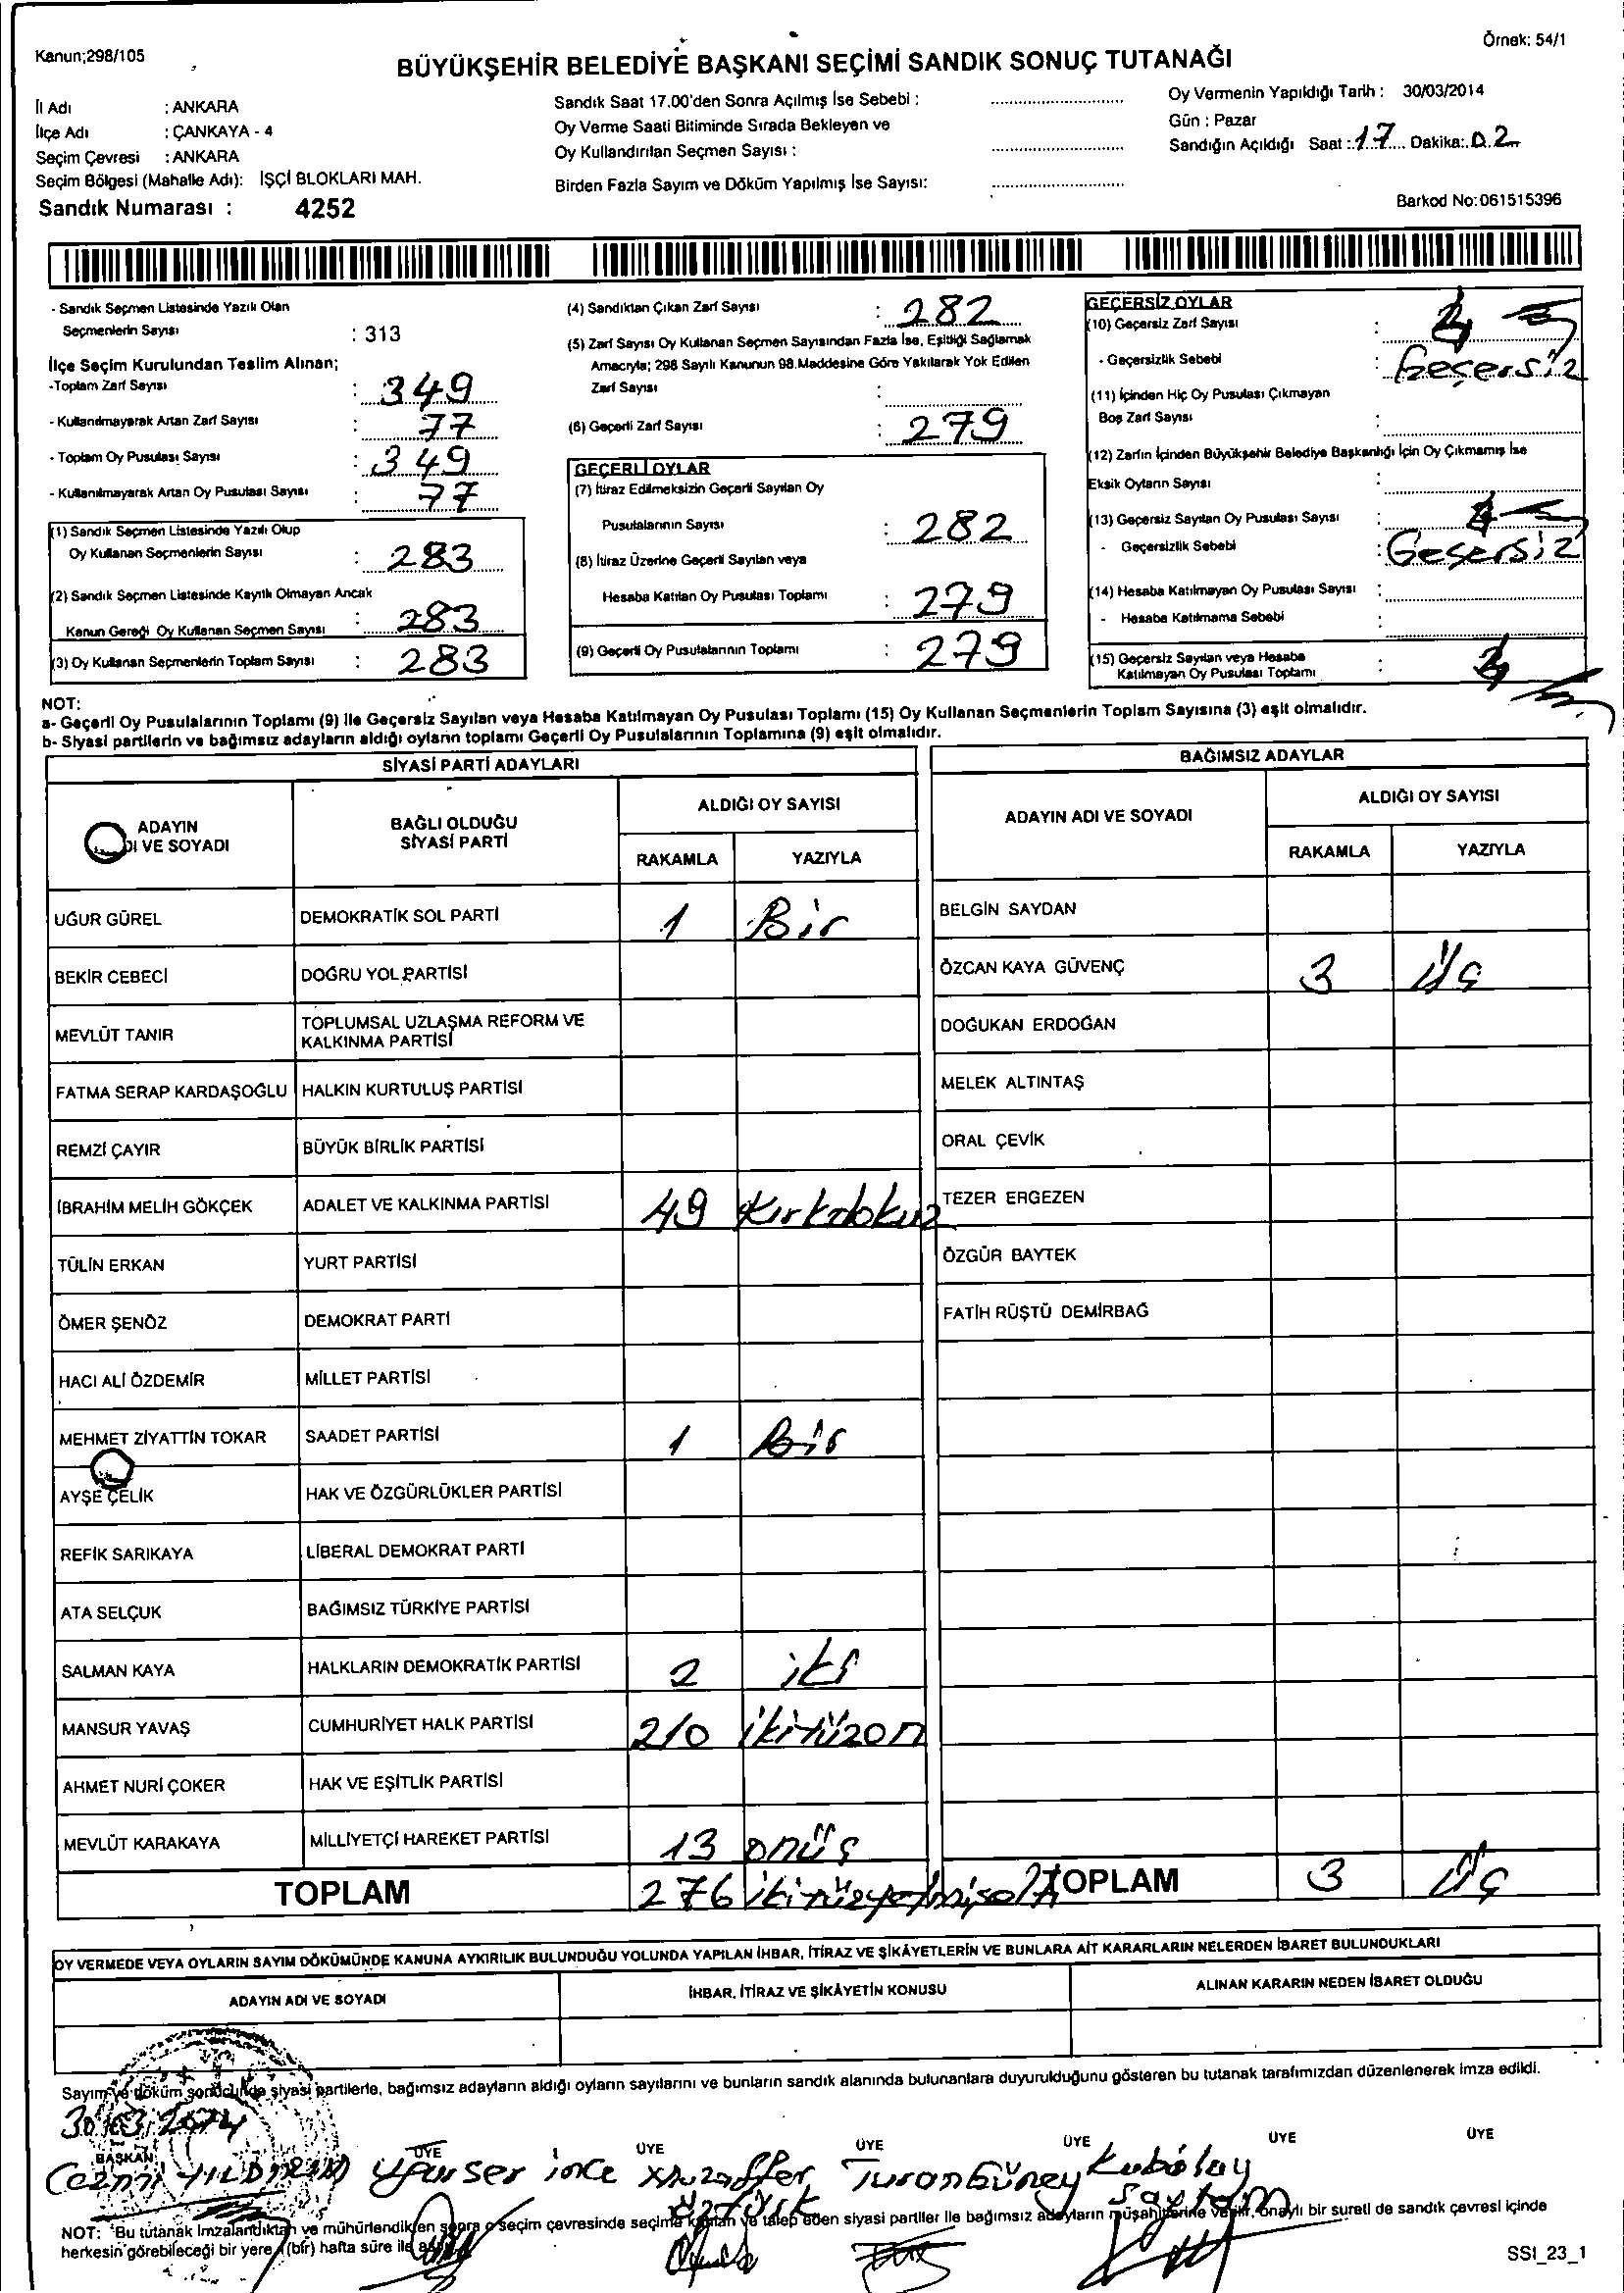 Kanun;298/105
Örnek: 54/1
BÜYÜKŞEHİR BELEDİYE BAŞKANI SEÇİMİ SANDIK SONUÇ TUTANAĞI
İl Adı : ANKARA
İlçe Adı : ÇANKAYA - 4
Seçim Çevresi : ANKARA
Seçim Bölgesi (Mahalle Adı): İŞÇİ BLOKLARI MAH.
Sandık Numarası : 4252
Sandık Saat 17.00'den Sonra Açılmış İse Sebebi :
Oy Verme Saati Bitiminde Sırada Bekleyen ve
Oy Kullandırılan Seçmen Sayısı :
Birden Fazla Sayım ve Döküm Yapılmış İse Sayısı:
Oy Vermenin Yapıldığı Tarih : 30/03/2014
Gün : Pazar
Sandığın Açıldığı Saat : 17 Dakika: 02
Barkod No:061515396
- Sandık Seçmen Listesinde Yazılı Olan
Seçmenlerin Sayısı : 313
İlçe Seçim Kurulundan Teslim Alınan;
-Toplam Zarf Sayısı : 349
- Kullanılmayarak Artan Zarf Sayısı : 77
- Toplam Oy Pusulası Sayısı : 349
- Kullanılmayarak Artan Oy Pusulası Sayısı : 77
(1) Sandık Seçmen Listesinde Yazılı Olup
Oy Kullanan Seçmenlerin Sayısı : 283
(2) Sandık Seçmen Listesinde Kayıtlı Olmayan Ancak
Kanun Gereği Oy Kullanan Seçmen Sayısı : 283
(3) Oy Kullanan Seçmenlerin Toplam Sayısı : 283
(4) Sandıktan Çıkan Zarf Sayısı : 282
(5) Zarf Sayısı Oy Kullanan Seçmen Sayısından Fazla İse, Eşitliği Sağlamak
Amacıyla; 298 Sayılı Kanunun 98.Maddesine Göre Yakılarak Yok Edilen
Zarf Sayısı :
(6) Geçerli Zarf Sayısı : 279
GEÇERLİ OYLAR
(7) İtiraz Edilmeksizin Geçerli Sayılan Oy
Pusulalarının Sayısı : 282
(8) İtiraz Üzerine Geçerli Sayılan veya
Hesaba Katılan Oy Pusulası Toplamı : 279
(9) Geçerli Oy Pusulalarının Toplamı : 279
GEÇERSİZ OYLAR
(10) Geçersiz Zarf Sayısı :
- Geçersizlik Sebebi : Geçersiz
(11) İçinden Hiç Oy Pusulası Çıkmayan
Boş Zarf Sayısı :
(12) Zarfın İçinden Büyükşehir Belediye Başkanlığı İçin Oy Çıkmamış İse
Eksik Oyların Sayısı :
(13) Geçersiz Sayılan Oy Pusulası Sayısı :
- Geçersizlik Sebebi : Geçersiz
(14) Hesaba Katılmayan Oy Pusulası Sayısı :
- Hesaba Katılmama Sebebi :
(15) Geçersiz Sayılan veya Hesaba
Katılmayan Oy Pusulası Toplamı :
NOT:
a- Geçerli Oy Pusulalarının Toplamı (9) ile Geçersiz Sayılan veya Hesaba Katılmayan Oy Pusulası Toplamı (15) Oy Kullanan Seçmenlerin Toplam Sayısına (3) eşit olmalıdır.
b- Siyasi partilerin ve bağımsız adayların aldığı oyların toplamı Geçerli Oy Pusulalarının Toplamına (9) eşit olmalıdır.
SİYASİ PARTİ ADAYLARI
ADAYIN
DI VE SOYADI
BAĞLI OLDUĞU
SİYASİ PARTİ
ALDIĞI OY SAYISI
RAKAMLA YAZIYLA
UĞUR GÜREL DEMOKRATİK SOL PARTİ 1 Bir
BEKİR CEBECİ DOĞRU YOL PARTİSİ
MEVLÜT TANIR TOPLUMSAL UZLAŞMA REFORM VE
KALKINMA PARTİSİ
FATMA SERAP KARDAŞOĞLU HALKIN KURTULUŞ PARTİSİ
REMZİ ÇAYIR BÜYÜK BİRLİK PARTİSİ
İBRAHİM MELİH GÖKÇEK ADALET VE KALKINMA PARTİSİ 49 Kırkdokuz
TÜLİN ERKAN YURT PARTİSİ
ÖMER ŞENÖZ DEMOKRAT PARTİ
HACI ALİ ÖZDEMİR MİLLET PARTİSİ
MEHMET ZİYATTİN TOKAR SAADET PARTİSİ 1 Bir
AYŞE ÇELİK HAK VE ÖZGÜRLÜKLER PARTİSİ
REFİK SARIKAYA LİBERAL DEMOKRAT PARTİ
ATA SELÇUK BAĞIMSIZ TÜRKİYE PARTİSİ
SALMAN KAYA HALKLARIN DEMOKRATİK PARTİSİ 2 iki
MANSUR YAVAŞ CUMHURİYET HALK PARTİSİ 210 ikiyüzon
AHMET NURİ ÇOKER HAK VE EŞİTLİK PARTİSİ
MEVLÜT KARAKAYA MİLLİYETÇİ HAREKET PARTİSİ 13 onüç
TOPLAM 276 ikiyüzyetmişaltı
BAĞIMSIZ ADAYLAR
ADAYIN ADI VE SOYADI
ALDIĞI OY SAYISI
RAKAMLA YAZIYLA
BELGİN SAYDAN
ÖZCAN KAYA GÜVENÇ 3 üç
DOĞUKAN ERDOĞAN
MELEK ALTINTAŞ
ORAL ÇEVİK
TEZER ERGEZEN
ÖZGÜR BAYTEK
FATİH RÜŞTÜ DEMİRBAĞ
TOPLAM 3 üç
OY VERMEDE VEYA OYLARIN SAYIM DÖKÜMÜNDE KANUNA AYKIRILIK BULUNDUĞU YOLUNDA YAPILAN İHBAR, İTİRAZ VE ŞİKÂYETLERİN VE BUNLARA AİT KARARLARIN NELERDEN İBARET BULUNDUKLARI
ADAYIN ADI VE SOYADI
İHBAR, İTİRAZ VE ŞİKÂYETİN KONUSU
ALINAN KARARIN NEDEN İBARET OLDUĞU
Sayım ve döküm sonucunda siyasi partilerle, bağımsız adayların aldığı oyların sayılarını ve bunların sandık alanında bulunanlara duyurulduğunu gösteren bu tutanak tarafımızdan düzenlenerek imza edildi.
30.03.2014
BAŞKAN ÜYE ÜYE ÜYE ÜYE ÜYE ÜYE
YILDIRIM ince Muzaffer Turan Güney Kubilay
Öztürk
NOT: Bu tutanak imzalandıktan ve mühürlendikten sonra o seçim çevresinde seçime katılan ve talep eden siyasi partiler ile bağımsız adayların müşahitlerine verilir, onaylı bir sureti de sandık çevresi içinde
herkesin görebileceği bir yere 1(bir) hafta süre ile asılır.
SSI_23_1